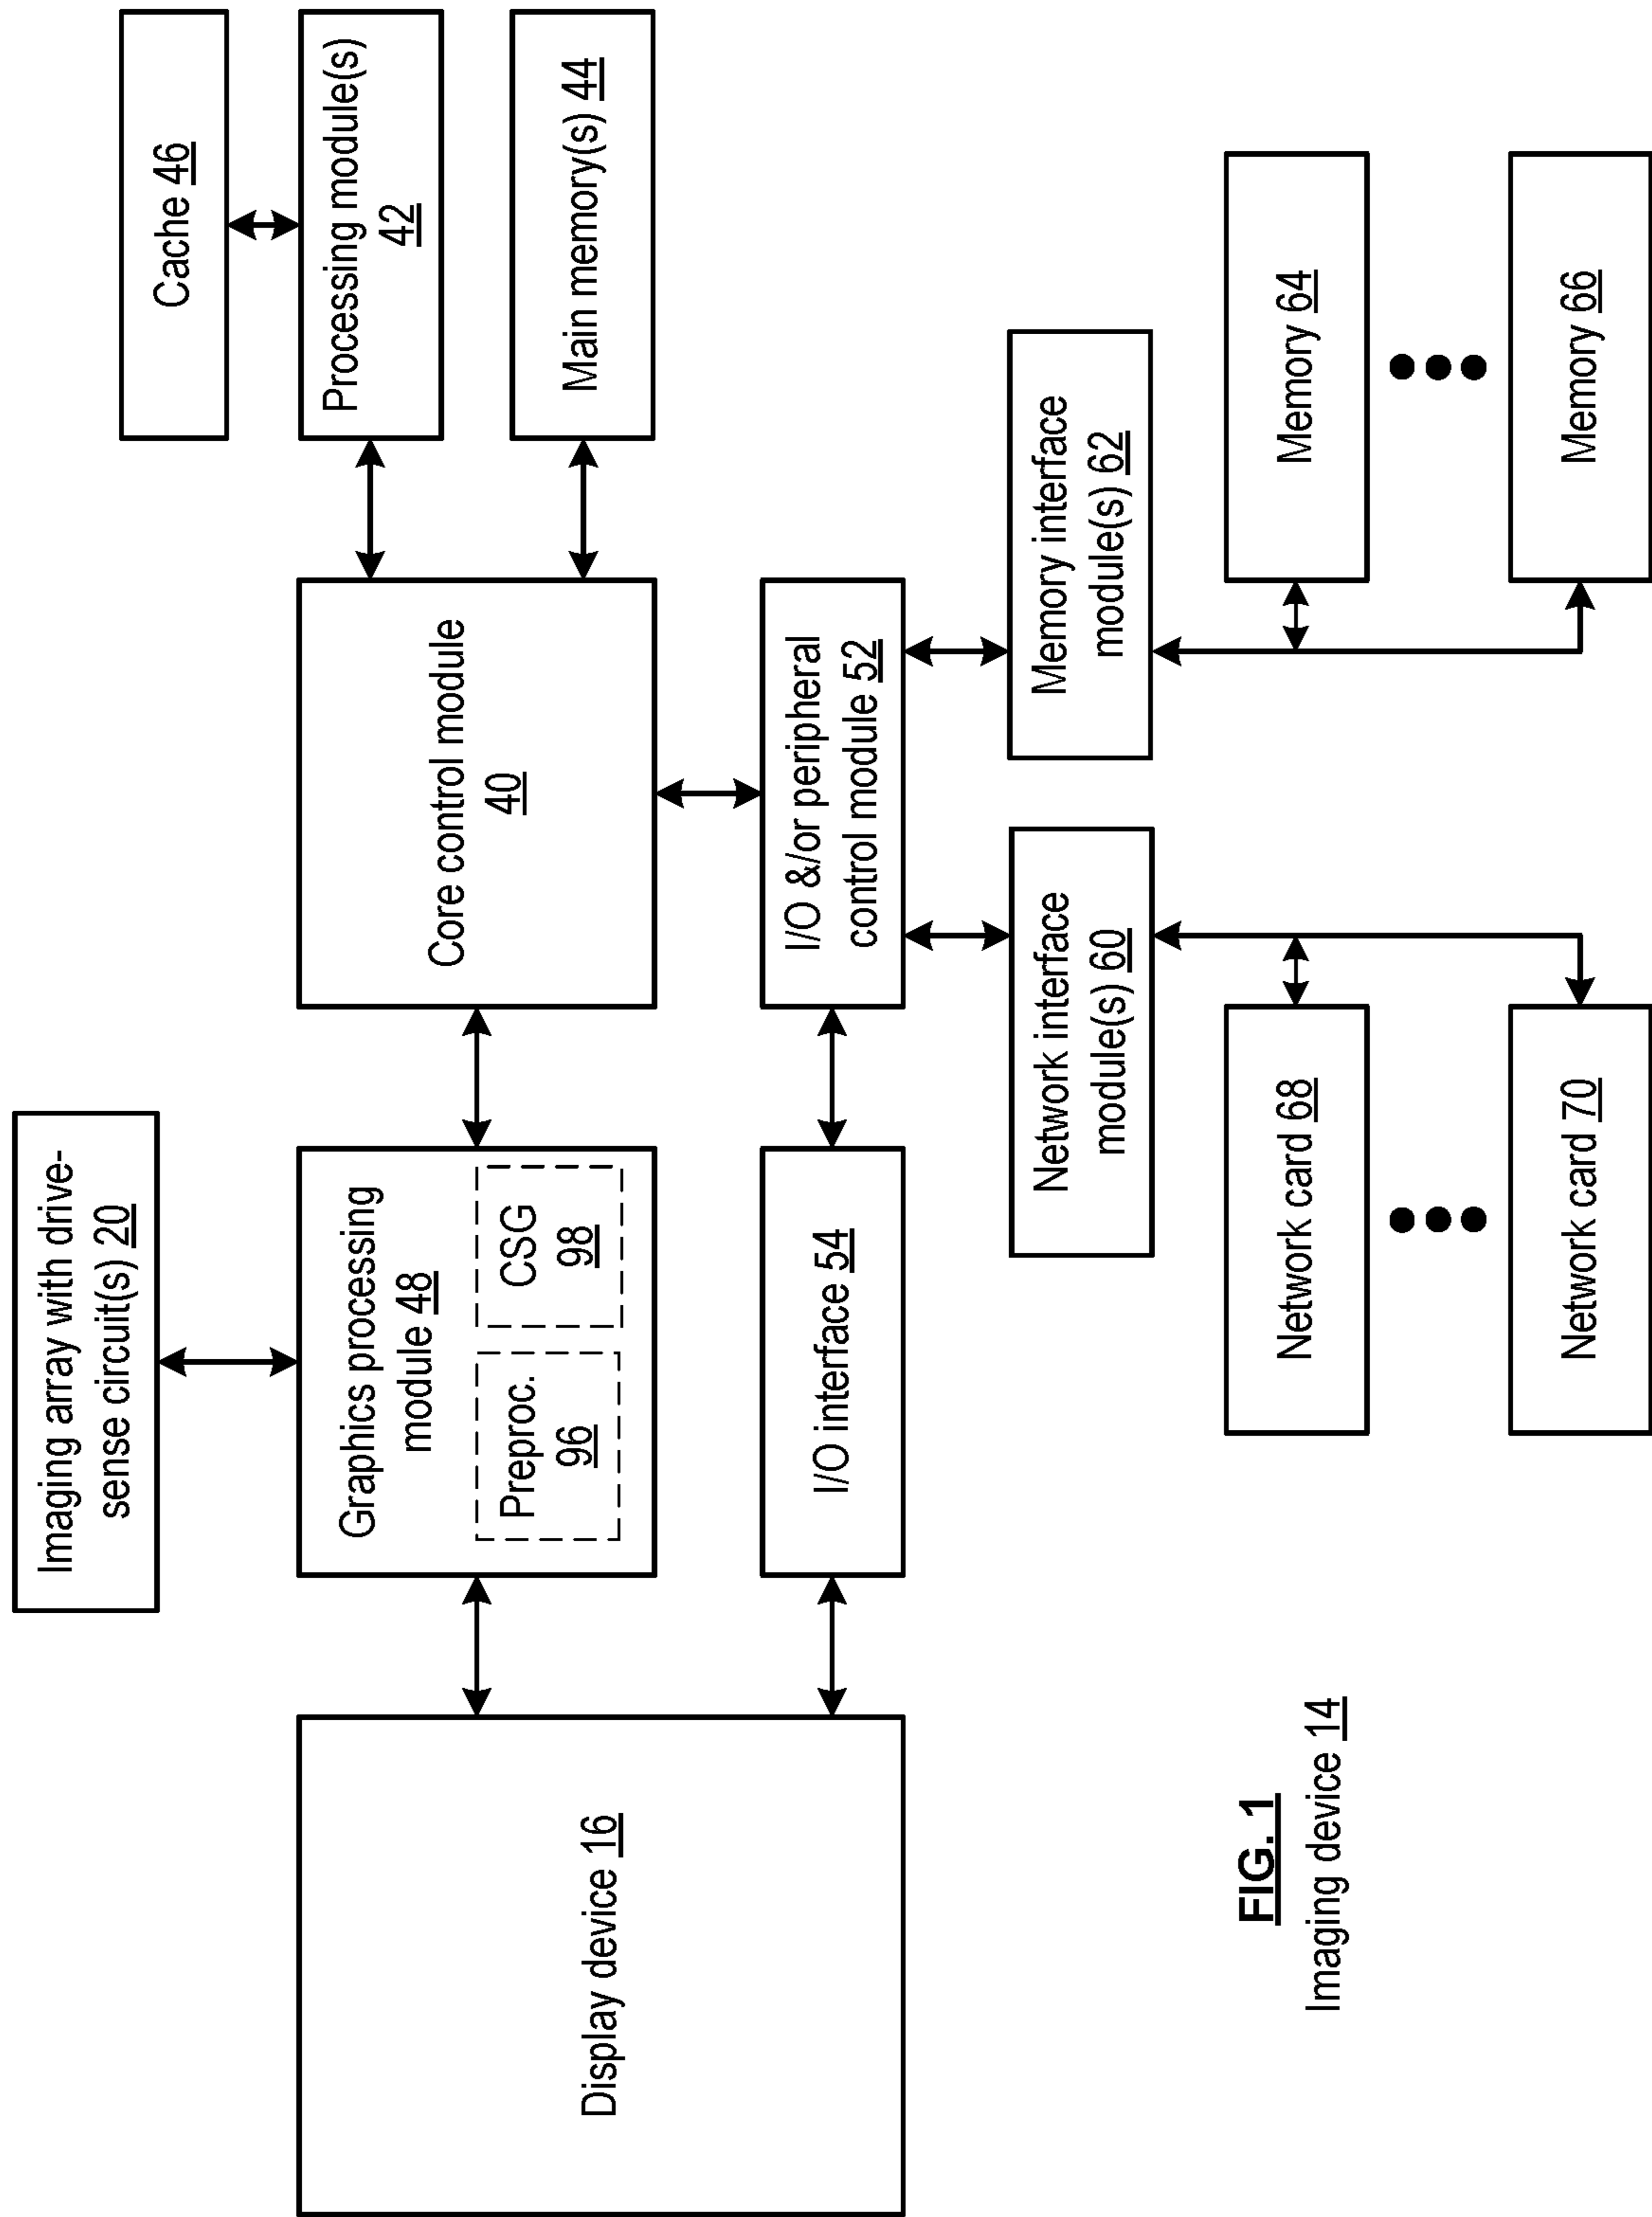 Imaging array with drive-
sense circuit(s) 20
Cache 46
Processing module(s)
42
Main memory(s) 44
Graphics processing
module 48
Preproc.
96
CSG
98
Core control module
40
Display device 16
I/O interface 54
I/O &/or peripheral
control module 52
Network interface
module(s) 60
Memory interface
module(s) 62
Network card 68
Memory 64
Network card 70
Memory 66
FIG. 1
Imaging device 14